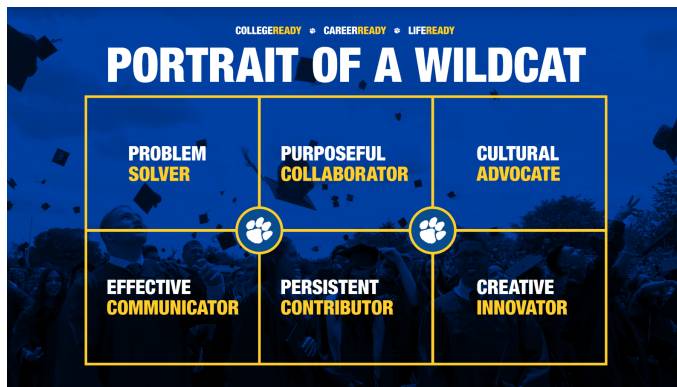 COLLEGEREADY CAREERREADY LIFEREADY
PORTRAIT OF A WILDCAT
PROBLEM
SOLVER
PURPOSEFUL
COLLABORATOR
CULTURAL
ADVOCATE
EFFECTIVE
COMMUNICATOR
PERSISTENT
CONTRIBUTOR
CREATIVE
INNOVATOR